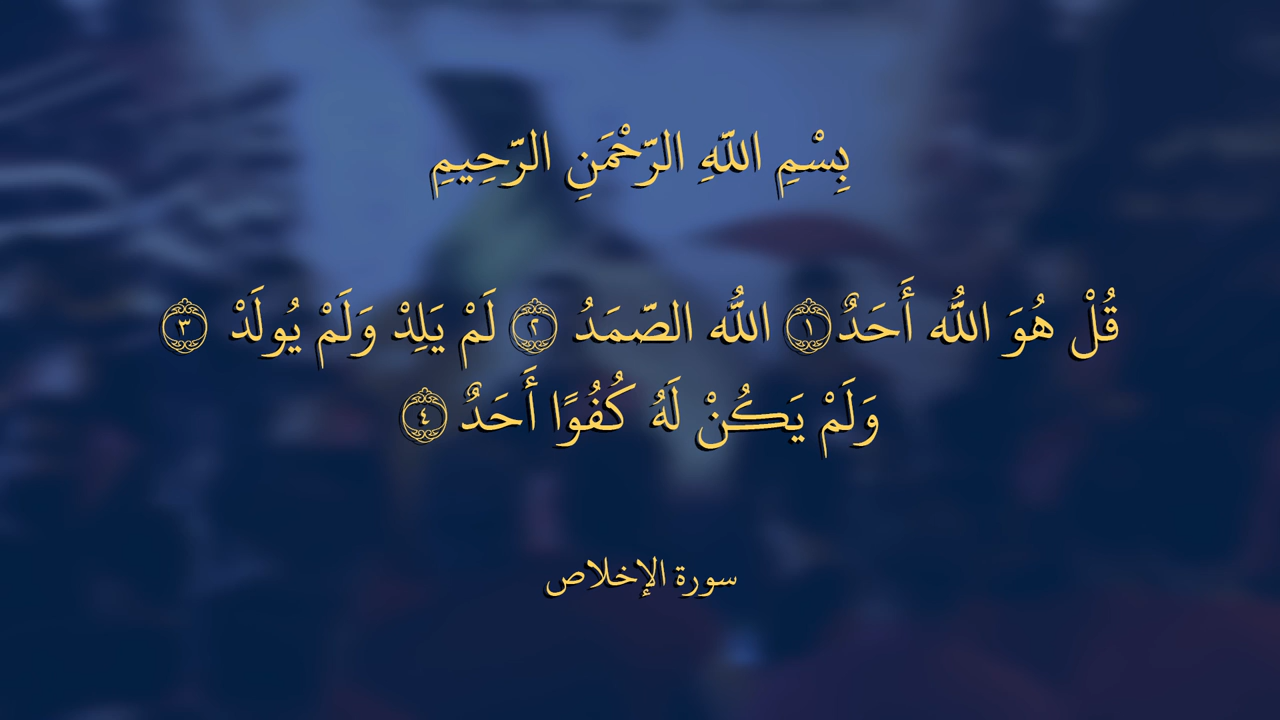 بِسْمِ اللّهِ الرّحْمَنِ الرّحِيمِ
قُلْ هُوَ اللّٰه أَحَدٌ ١ اللّٰه الصّمَدُ ٢ لَمْ يَلِدْ وَلَمْ يُولَدْ ٣
وَلَمْ يَكُنْ لَهُ كُفُوًا أَحَدٌ ٤
سورة الإخلاص